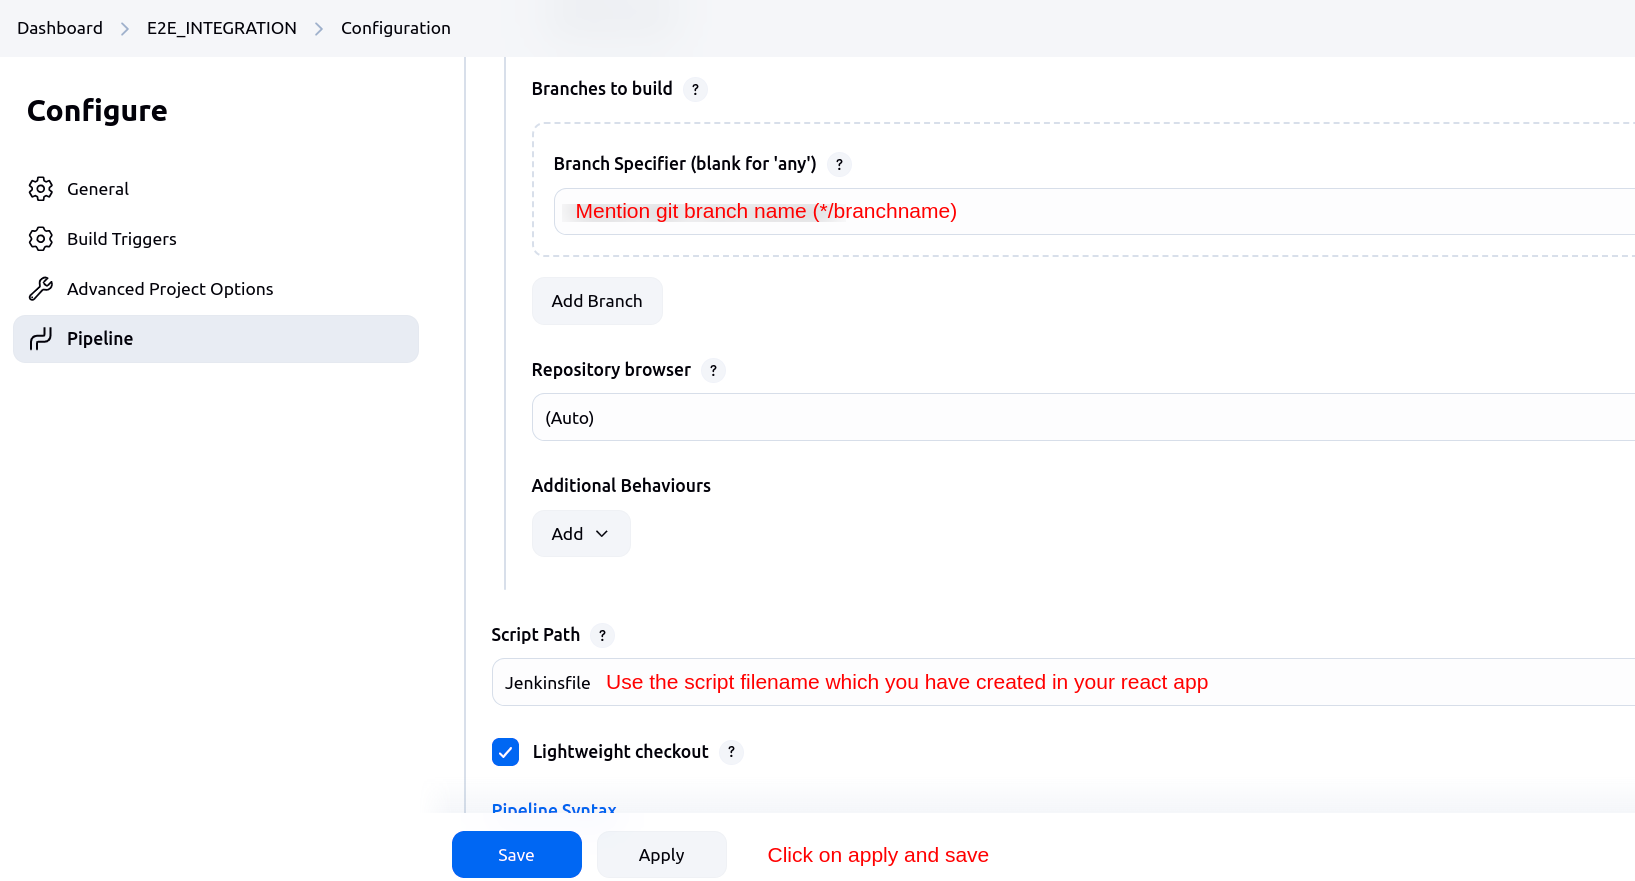 Dashboard > E2E_INTEGRATION > Configuration
Configure
General
Build Triggers
Advanced Project Options
Pipeline
Branches to build ?
Branch Specifier (blank for 'any') ?
Mention git branch name (*/branchname)
Add Branch
Repository browser ?
(Auto)
Additional Behaviours
Add
Script Path ?
Jenkinsfile Use the script filename which you have created in your react app
Lightweight checkout ?
Pipeline Syntax
Save Apply Click on apply and save